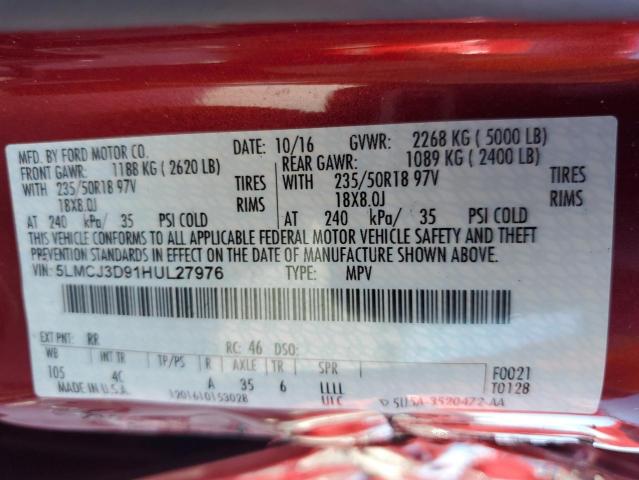 MFD. BY FORD MOTOR CO. DATE: 10/16 GVWR: 2268 KG ( 5000 LB)
FRONT GAWR: 1188 KG ( 2620 LB) REAR GAWR: 1089 KG ( 2400 LB)
WITH 235/50R18 97V TIRES WITH 235/50R18 97V TIRES
18X8.0J RIMS 18X8.0J RIMS
AT 240 kPa/ 35 PSI COLD AT 240 kPa/ 35 PSI COLD
THIS VEHICLE CONFORMS TO ALL APPLICABLE FEDERAL MOTOR VEHICLE SAFETY AND THEFT
PREVENTION STANDARDS IN EFFECT ON THE DATE OF MANUFACTURE SHOWN ABOVE.
VIN: 5LMCJ3D91HUL27976 TYPE: MPV
EXT PNT: RR RC: 46 DSO:
WB INT TR TP/PS R AXLE TR SPR F0021
105 4C A 35 6 LLLL T0128
MADE IN U.S.A. 1201610153028 ULC